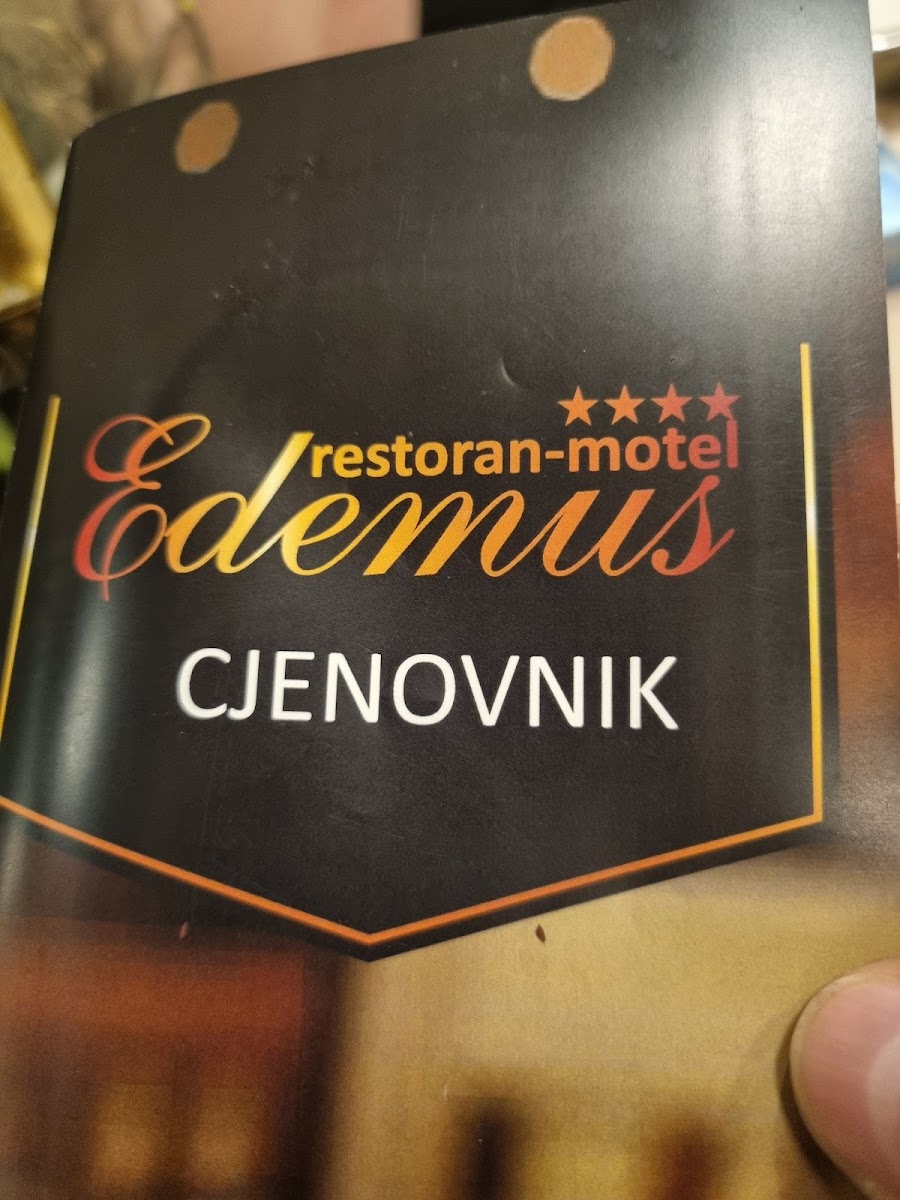 ★★★★
restoran-motel
Edemus
CJENOVNIK